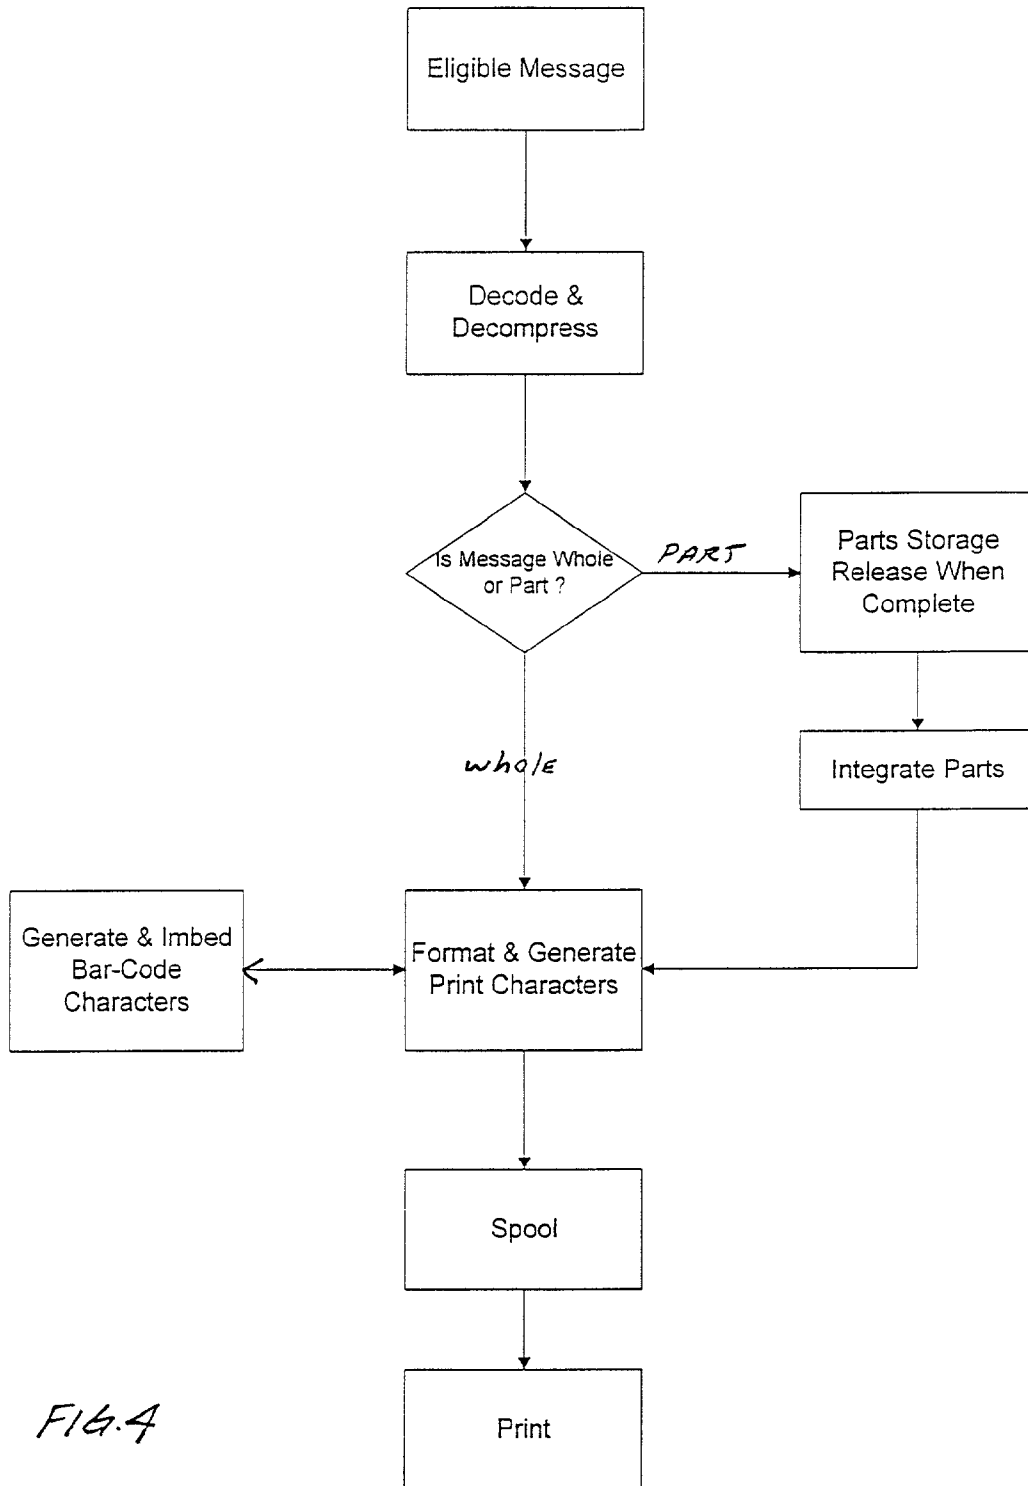 Eligible Message
Decode &
Decompress
Is Message Whole
or Part ?
PART
Parts Storage
Release When
Complete
whole
Integrate Parts
Generate & Imbed
Bar-Code
Characters
Format & Generate
Print Characters
Spool
Print
FIG.4